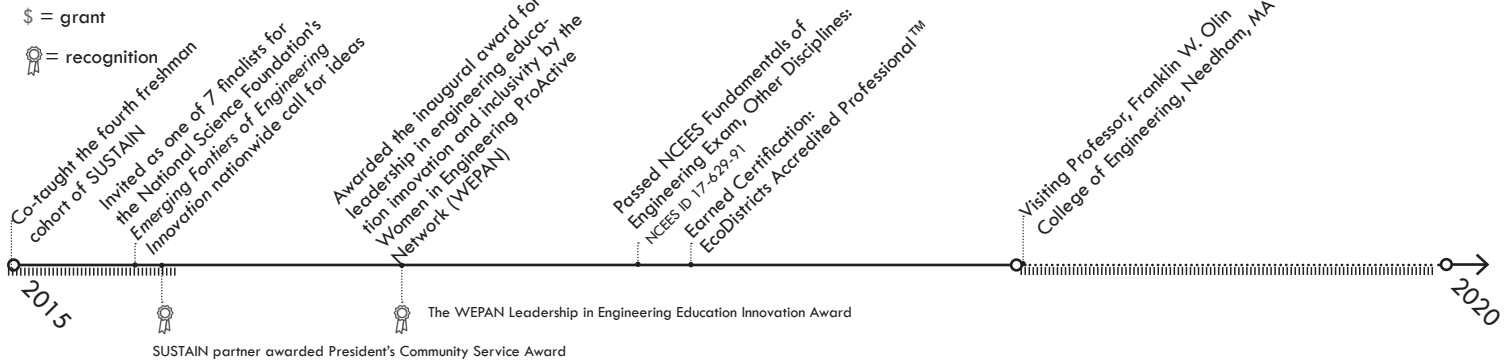 $ = grant
= recognition
Co-taught the fourth freshman
cohort of SUSTAIN
Invited as one of 7 finalists for
the National Science Foundation's
Emerging Fontiers of Engineering
Innovation nationwide call for ideas
Awarded the inaugural award for
leadership in engineering educa-
tion innovation and inclusivity by the
Women in Engineering ProActive
Network (WEPAN)
Passed NCEES Fundamentals of
Engineering Exam, Other Disciplines:
NCEES ID 17-629-91
Earned Certification:
EcoDistricts Accredited Professional™
Visiting Professor, Franklin W. Olin
College of Engineering, Needham, MA
2015
2020
The WEPAN Leadership in Engineering Education Innovation Award
SUSTAIN partner awarded President's Community Service Award